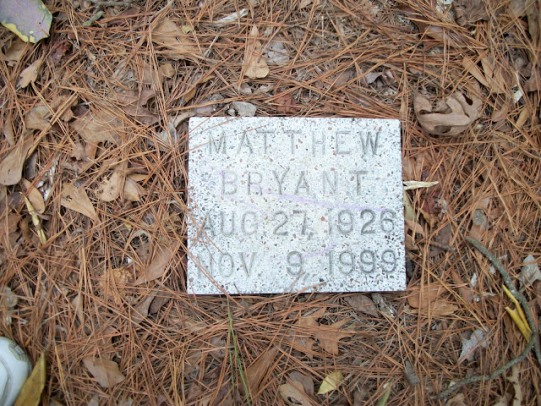 MATTHEW
BRYANT
AUG 27, 1926
NOV 9, 1999